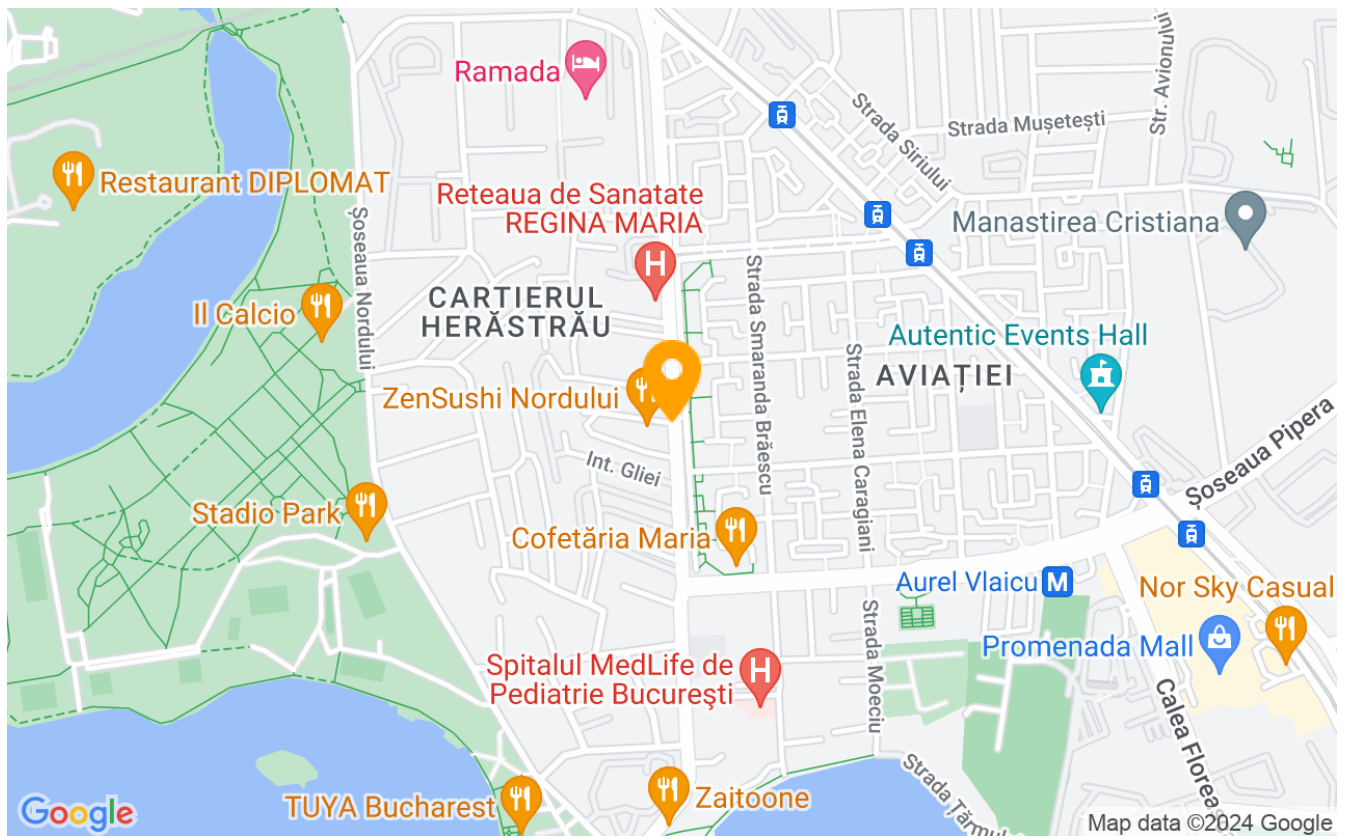 Ramada
Strada Siriului
Strada Mușetești
Str. Avionului
Restaurant DIPLOMAT
Șoseaua Nordului
Reteaua de Sanatate
REGINA MARIA
Manastirea Cristiana
Il Calcio
CARTIERUL
HERĂSTRĂU
Strada Smaranda Brăescu
Strada Elena Caragiani
Autentic Events Hall
AVIAȚIEI
ZenSushi Nordului
Șoseaua Pipera
Int. Gliei
Stadio Park
Cofetăria Maria
Aurel Vlaicu M
Nor Sky Casual
Promenada Mall
Strada Moeciu
Spitalul MedLife de
Pediatrie Bucureşti
Calea Florea
Strada Țărmul
TUYA Bucharest
Zaitoone
Google
Map data ©2024 Google